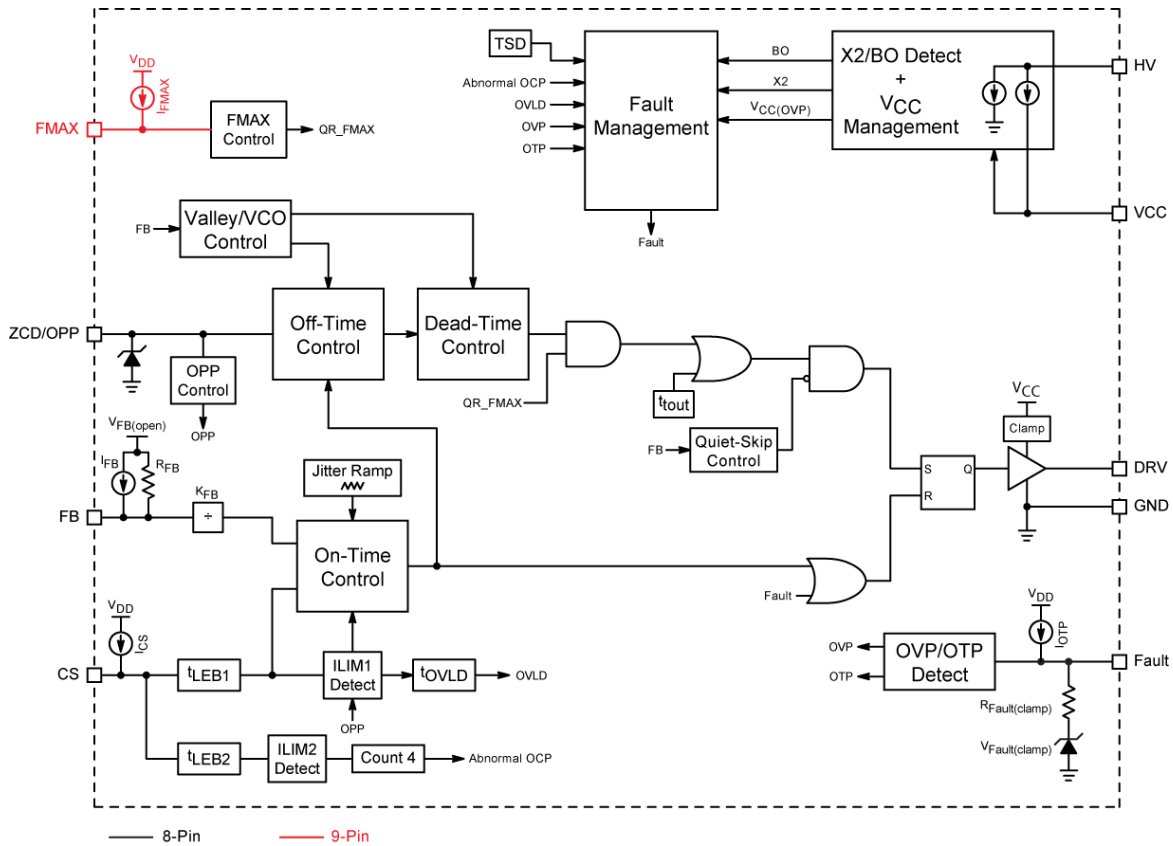 TSD
BO
X2/BO Detect
+
VCC
Management
HV
VDD
IFMAX
Abnormal OCP
X2
Fault
Management
FMAX
FMAX
Control
QR_FMAX
OVLD
VCC(OVP)
OVP
OTP
Valley/VCO
Control
FB
Fault
VCC
ZCD/OPP
Off-Time
Control
Dead-Time
Control
OPP
Control
QR_FMAX
ttout
OPP
VCC
Clamp
VFB(open)
IFB
RFB
FB
Quiet-Skip
Control
Jitter Ramp
S
Q
R
DRV
KFB
÷
GND
FB
On-Time
Control
Fault
VDD
ICS
VDD
IOTP
OVP
OTP
OVP/OTP
Detect
Fault
CS
tLEB1
ILIM1
Detect
tOVLD
OVLD
RFault(clamp)
OPP
VFault(clamp)
tLEB2
ILIM2
Detect
Count 4
Abnormal OCP
8-Pin
9-Pin